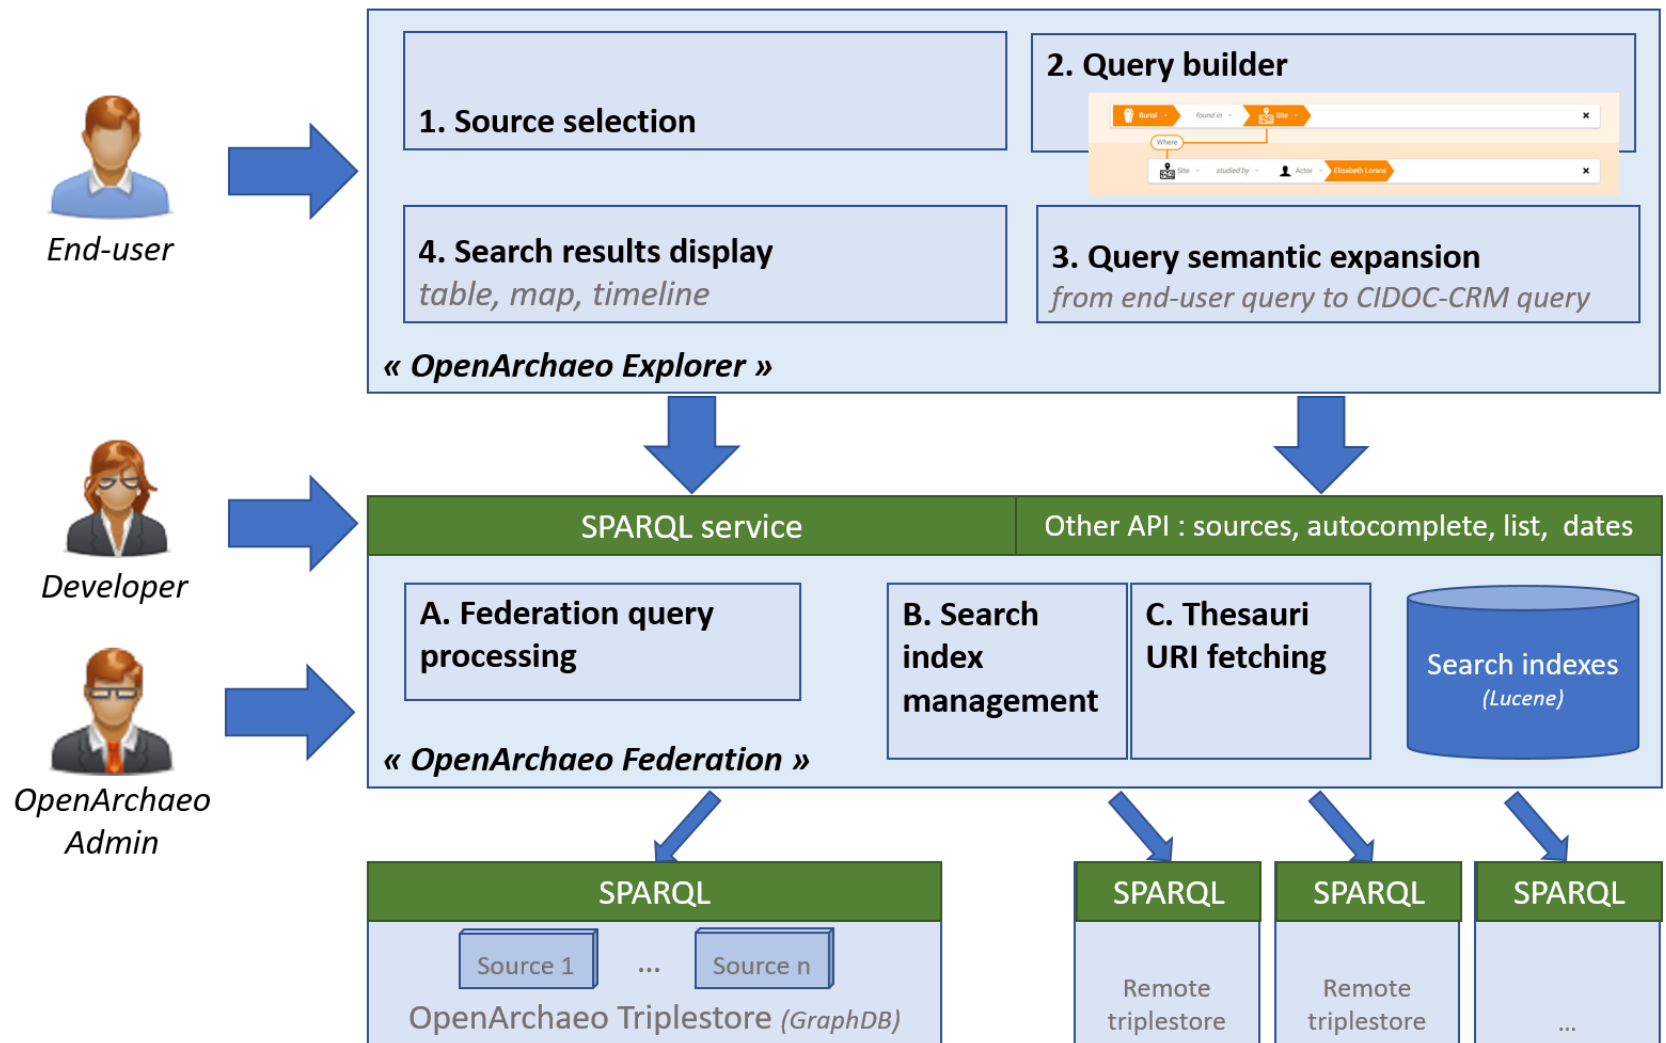 End-user
1. Source selection
2. Query builder
Burial
found in
Site
Where
Site
studied by
Actor
Elisabeth Lorans
4. Search results display
table, map, timeline
3. Query semantic expansion
from end-user query to CIDOC-CRM query
« OpenArchaeo Explorer »
Developer
SPARQL service
Other API : sources, autocomplete, list, dates
A. Federation query
processing
B. Search
index
management
C. Thesauri
URI fetching
Search indexes
(Lucene)
« OpenArchaeo Federation »
OpenArchaeo
Admin
SPARQL
Source 1
...
Source n
OpenArchaeo Triplestore (GraphDB)
SPARQL
Remote
triplestore
SPARQL
Remote
triplestore
SPARQL
...